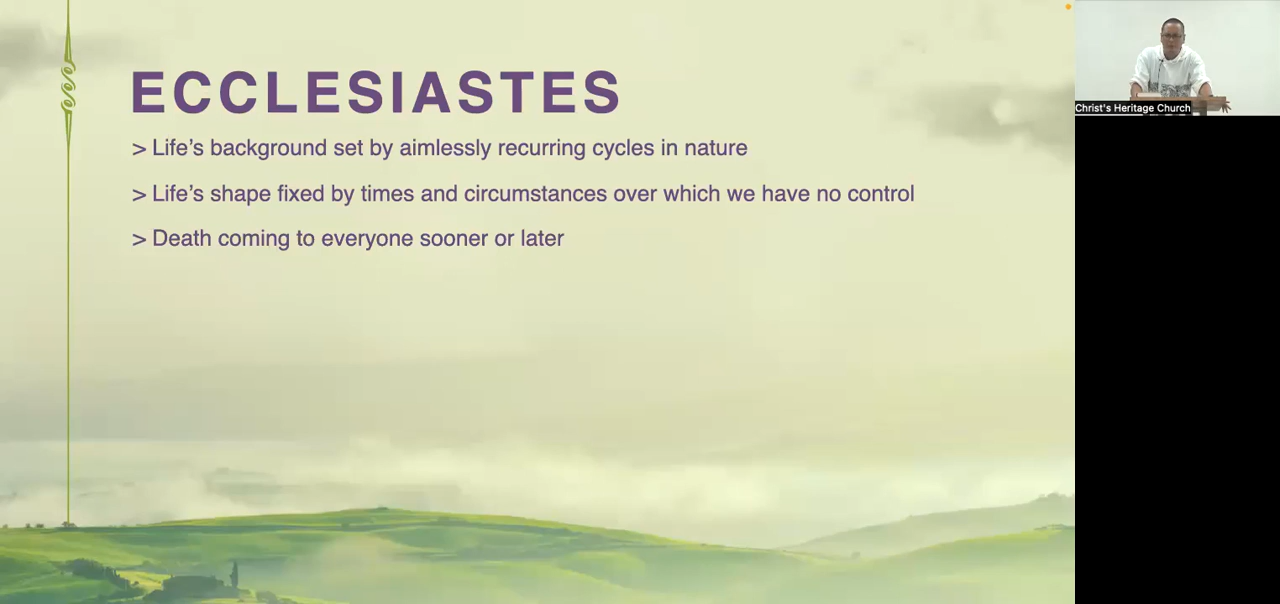 ECCLESIASTES
> Life’s background set by aimlessly recurring cycles in nature
> Life’s shape fixed by times and circumstances over which we have no control
> Death coming to everyone sooner or later
Christ's Heritage Church